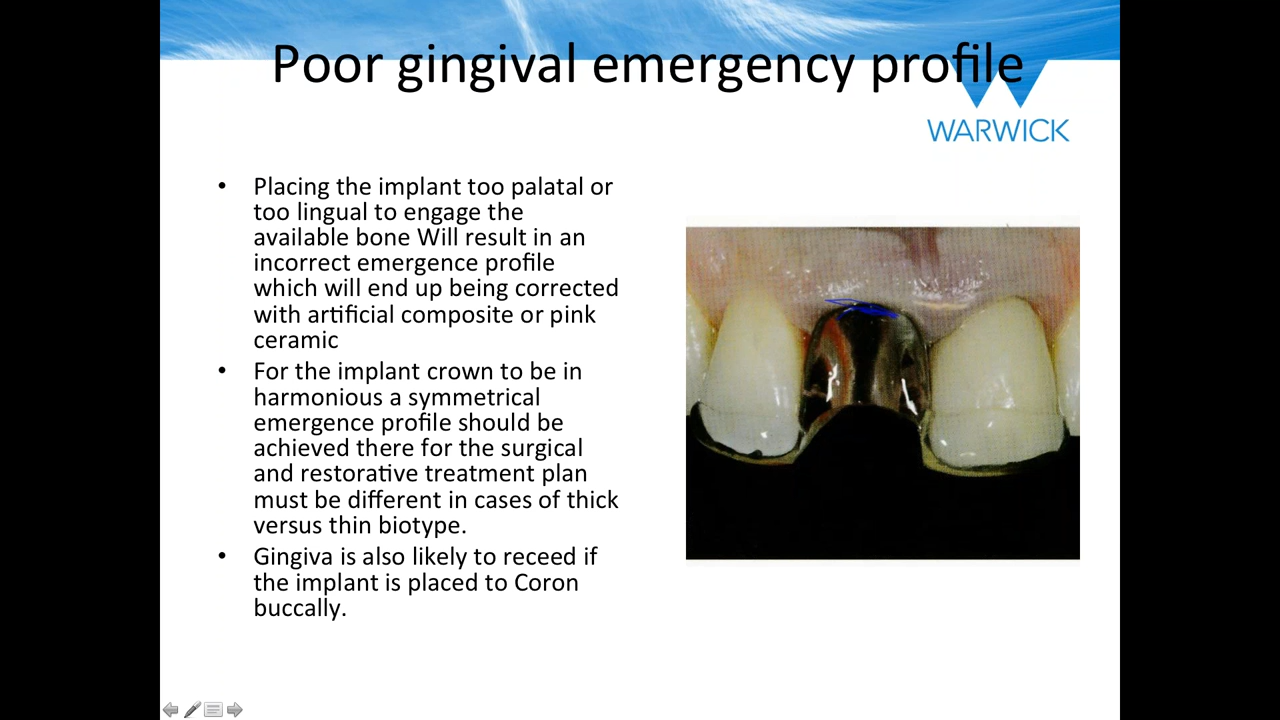 Poor gingival emergency profile
WARWICK
Placing the implant too palatal or
too lingual to engage the
available bone Will result in an
incorrect emergence profile
which will end up being corrected
with artificial composite or pink
ceramic
For the implant crown to be in
harmonious a symmetrical
emergence profile should be
achieved there for the surgical
and restorative treatment plan
must be different in cases of thick
versus thin biotype.
Gingiva is also likely to receed if
the implant is placed to Coron
buccally.